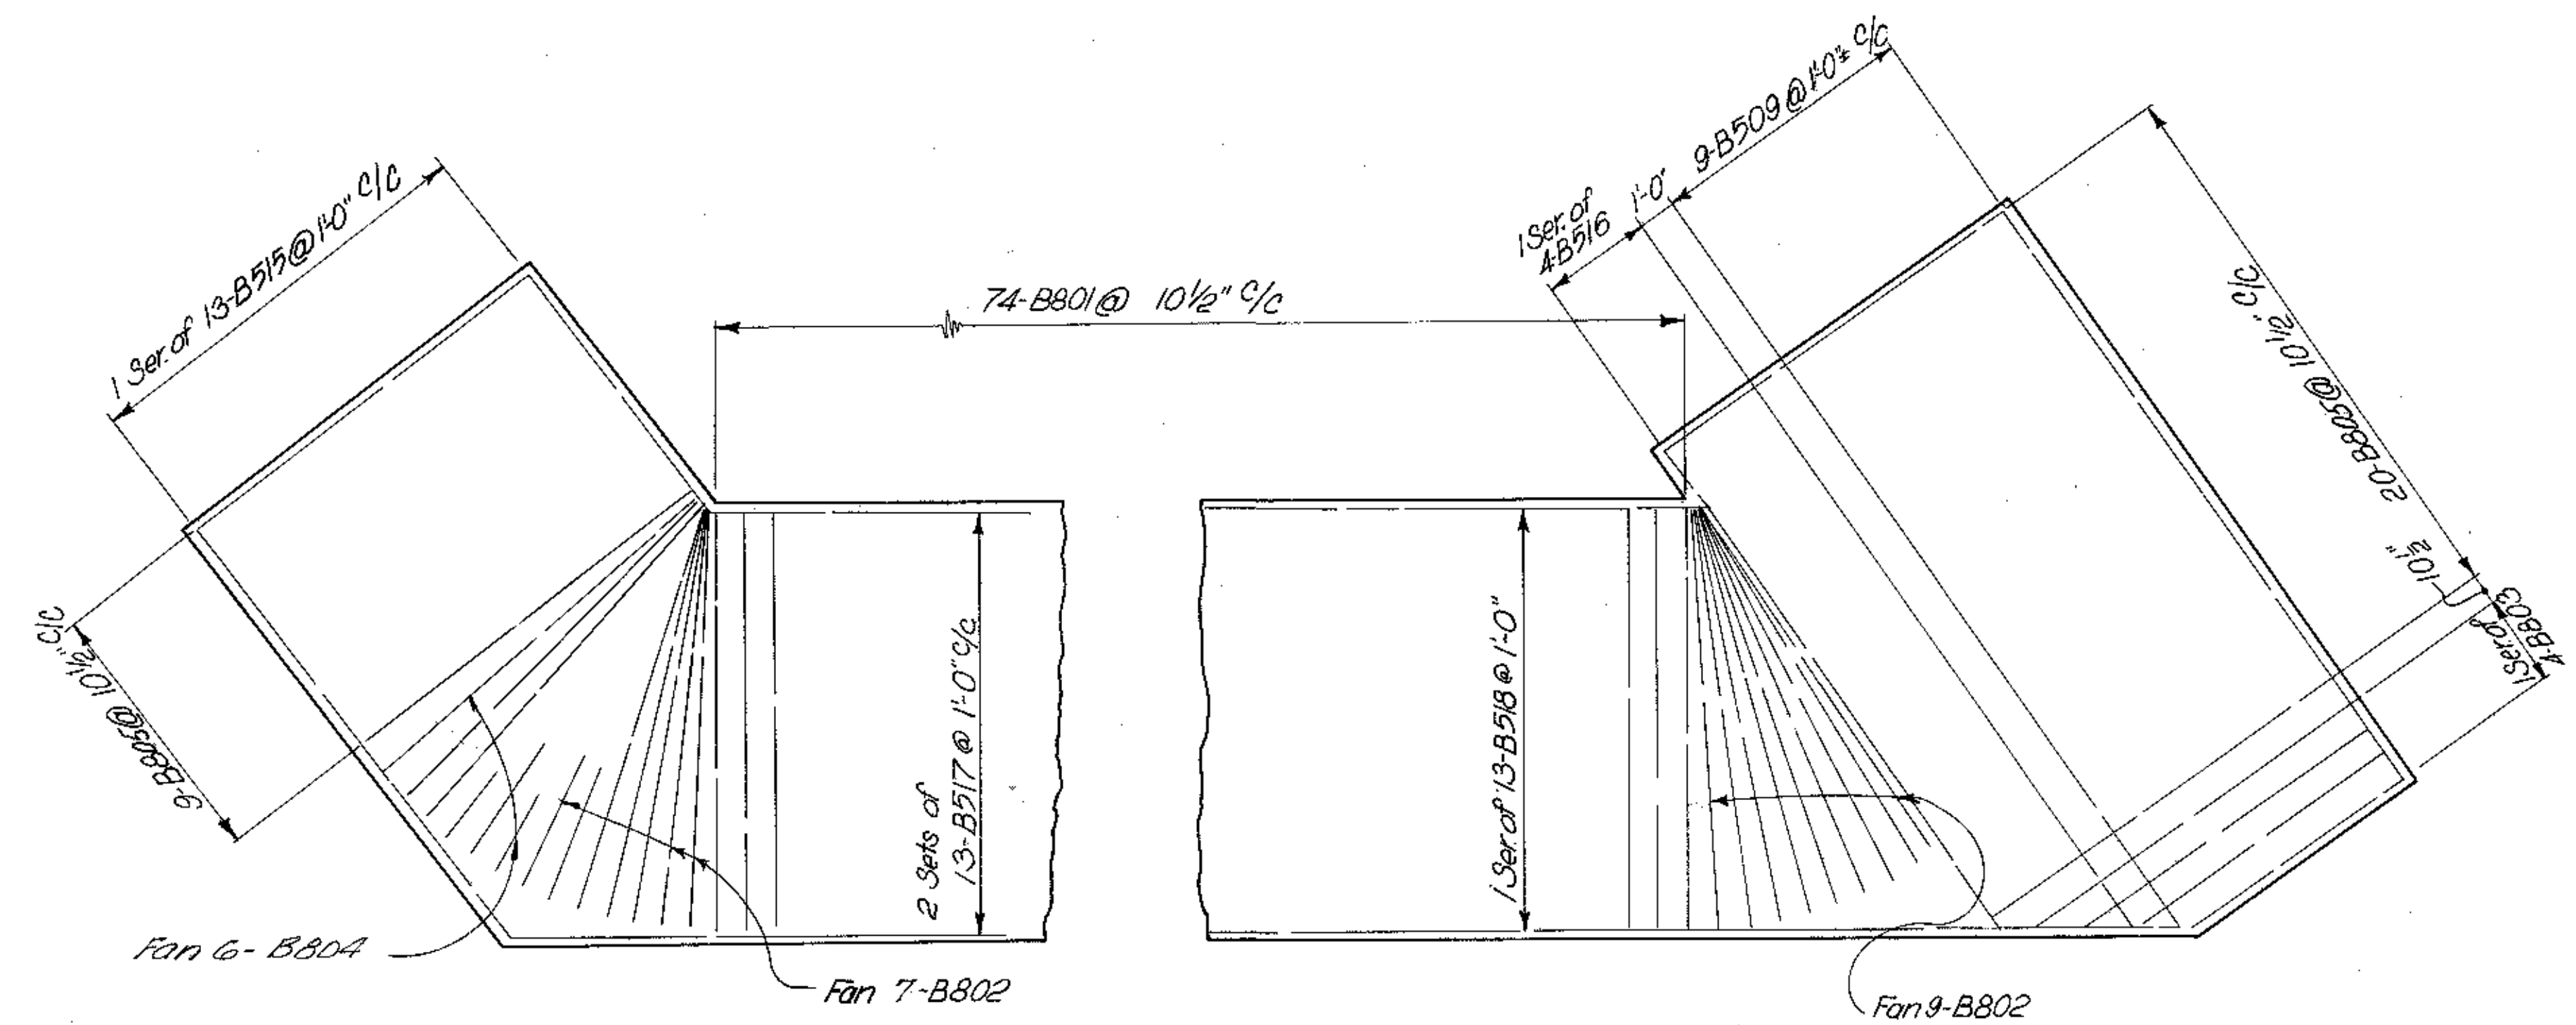 1 Ser. of 13-B515 @ 1'-0" C/C
9-B805 @ 10½" C/C
Fan 6-B804
Fan 7-B802
2 Sets of
13-B517 @ 1'-0" C/C
74-B801 @ 10½" C/C
1 Ser. of 13-B518 @ 1'-0"
1 Ser. of
4-B516
1'-0"
9-B509 @ 1'-0"± C/C
20-B805 @ 10½" C/C
10½"
1 Ser. of
4-B803
Fan 9-B802